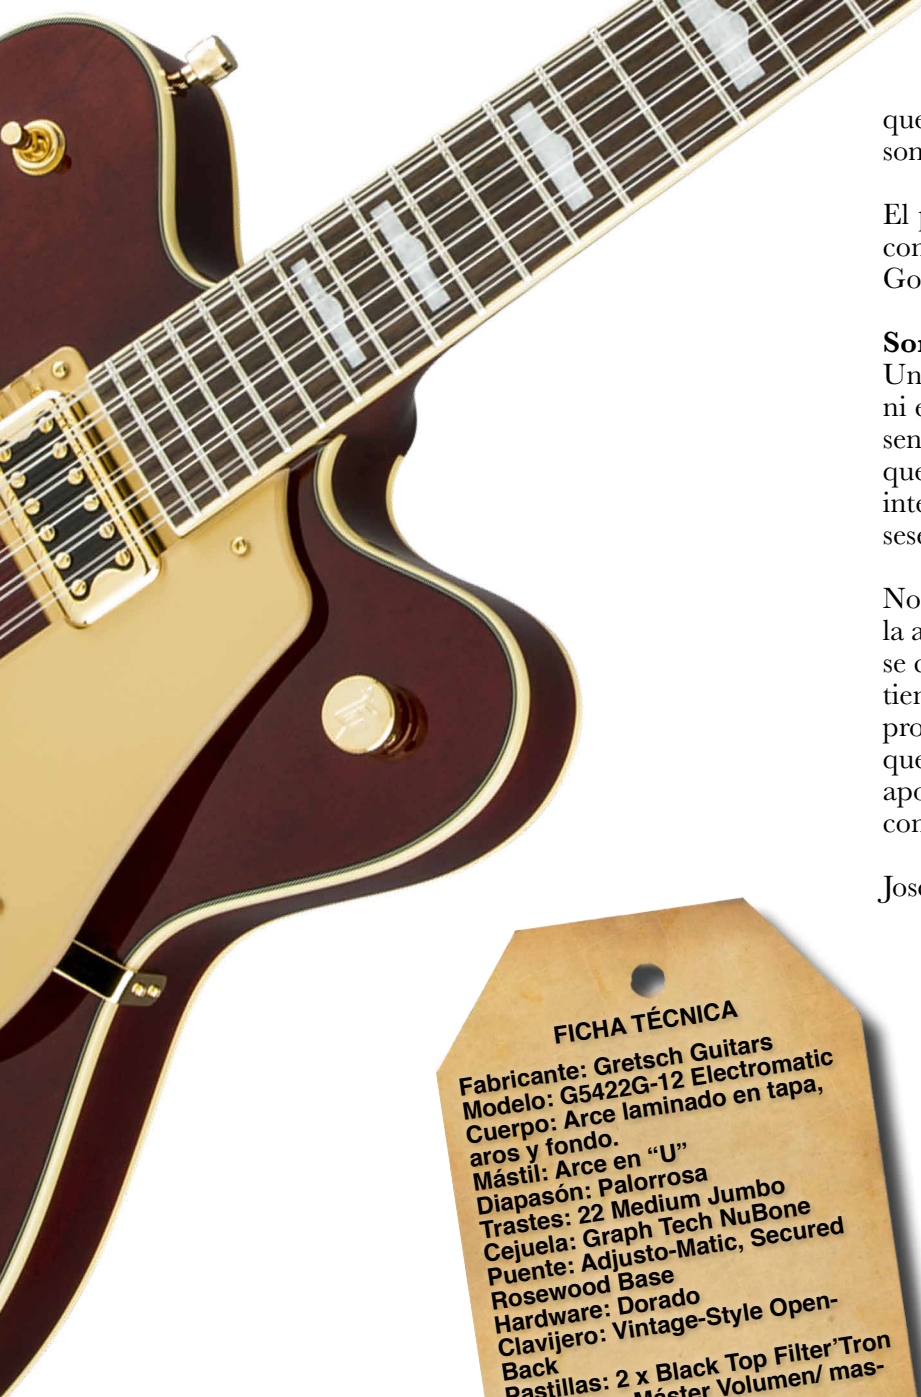 que
son
El
con
Go
Son
Un
ni e
sen
que
inte
sese
No
la a
se c
tien
pro
que
apo
con
José
FICHA TÉCNICA
Fabricante: Gretsch Guitars
Modelo: G5422G-12 Electromatic
Cuerpo: Arce laminado en tapa,
aros y fondo.
Mástil: Arce en “U”
Diapasón: Palorrosa
Trastes: 22 Medium Jumbo
Cejuela: Graph Tech NuBone
Puente: Adjusto-Matic, Secured
Rosewood Base
Hardware: Dorado
Clavijero: Vintage-Style Open-
Back
Pastillas: 2 x Black Top Filter’Tron
Máster Volumen/ mas-